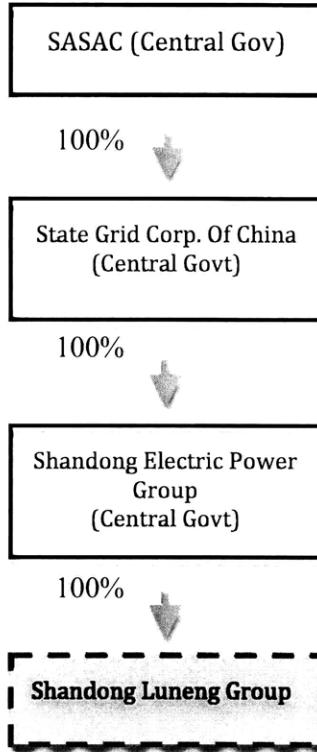 SASAC (Central Gov)
100%
State Grid Corp. Of China
(Central Govt)
100%
Shandong Electric Power
Group
(Central Govt)
100%
Shandong Luneng Group